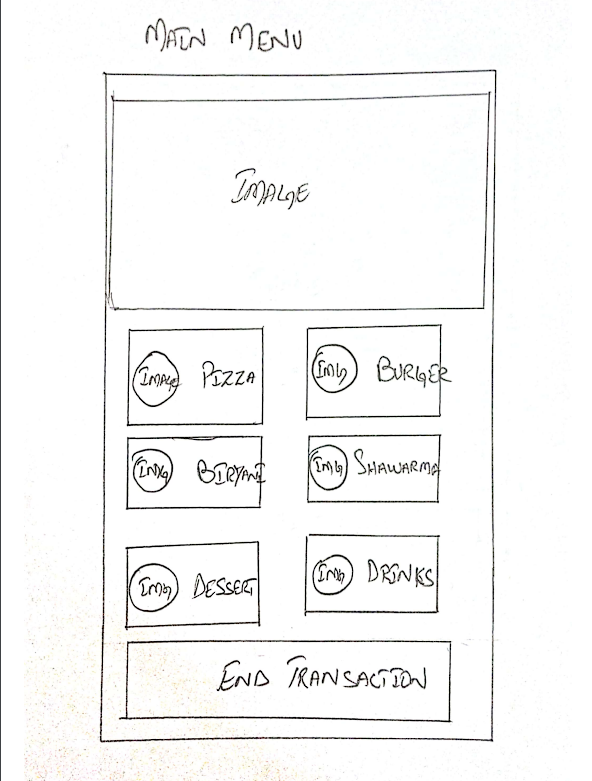 MAIN MENU
IMAGE
IMAGE PIZZA
IMG BURGER
IMG BIRYANI
IMG SHAWARMA
IMG DESSERT
IMG DRINKS
END TRANSACTION